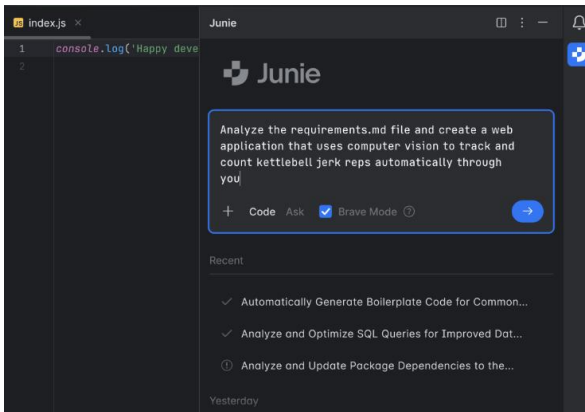 JS index.js ×
Junie
1 console.log('Happy deve
2
Junie
Analyze the requirements.md file and create a web
application that uses computer vision to track and
count kettlebell jerk reps automatically through
you
+ Code Ask Brave Mode ?
Recent
Automatically Generate Boilerplate Code for Common...
Analyze and Optimize SQL Queries for Improved Dat...
Analyze and Update Package Dependencies to the...
Yesterday